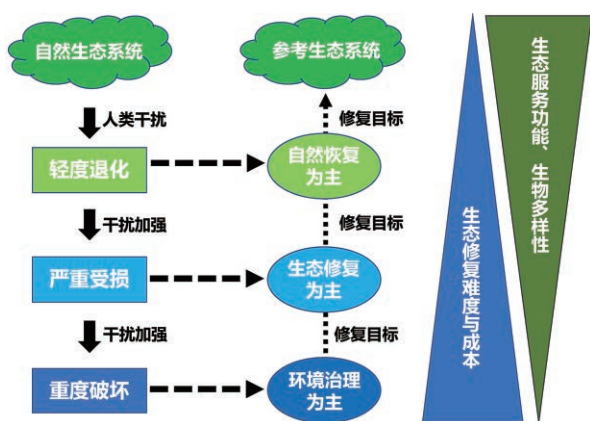 自然生态系统
参考生态系统
人类干扰
修复目标
轻度退化
自然恢复
为主
干扰加强
修复目标
严重受损
生态修复
为主
干扰加强
修复目标
重度破坏
环境治理
为主
生态修复难度与成本
生态服务功能、生物多样性